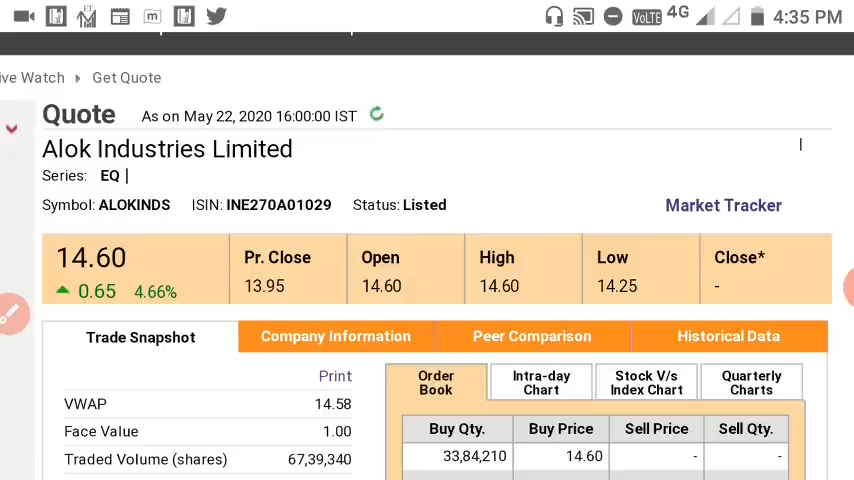 VoLTE 4G 4:35 PM
ive Watch Get Quote
Quote As on May 22, 2020 16:00:00 IST
Alok Industries Limited |
Series: EQ |
Symbol: ALOKINDS ISIN: INE270A01029 Status: Listed Market Tracker
14.60 Pr. Close Open High Low Close*
0.65 4.66% 13.95 14.60 14.60 14.25 -
Trade Snapshot Company Information Peer Comparison Historical Data
Print Order Book Intra-day Chart Stock V/s Index Chart Quarterly Charts
VWAP 14.58
Face Value 1.00 Buy Qty. Buy Price Sell Price Sell Qty.
Traded Volume (shares) 67,39,340 33,84,210 14.60 - -